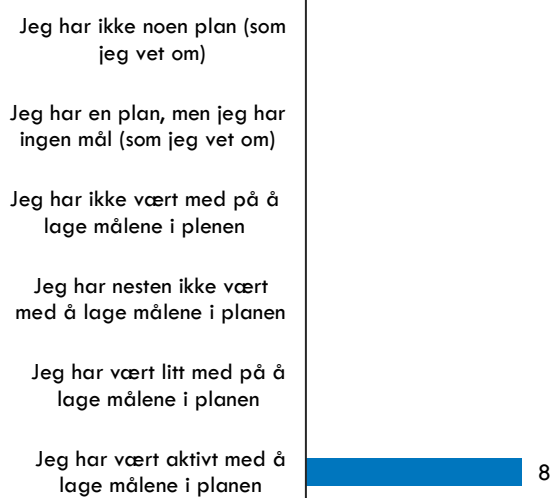 Jeg har ikke noen plan (som
jeg vet om)
Jeg har en plan, men jeg har
ingen mål (som jeg vet om)
Jeg har ikke vært med på å
lage målene i plenen
Jeg har nesten ikke vært
med å lage målene i planen
Jeg har vært litt med på å
lage målene i planen
Jeg har vært aktivt med å
lage målene i planen
8